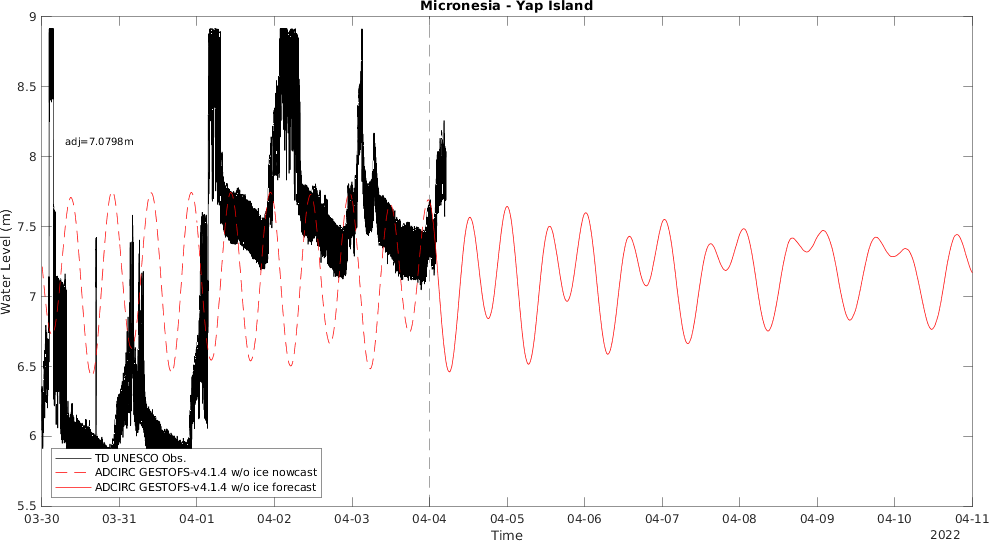 Micronesia - Yap Island
9
8.5
8
7.5
7
6.5
6
5.5
Water Level (m)
adj=7.0798m
TD UNESCO Obs.
ADCIRC GESTOFS-v4.1.4 w/o ice nowcast
ADCIRC GESTOFS-v4.1.4 w/o ice forecast
03-30 03-31 04-01 04-02 04-03 04-04 04-05 04-06 04-07 04-08 04-09 04-10 04-11
Time
2022